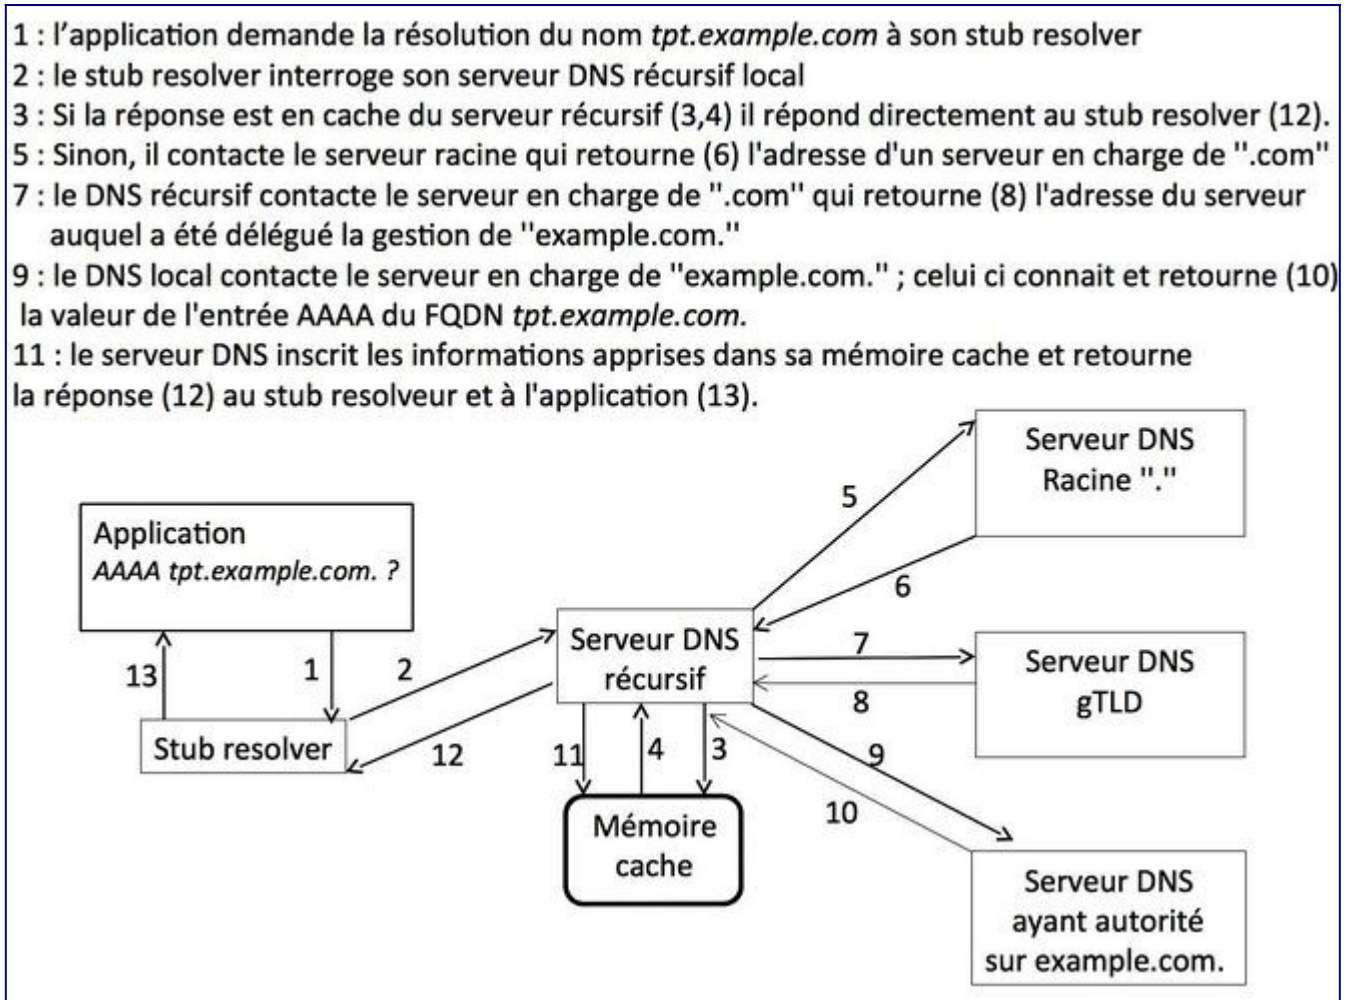 1 : l’application demande la résolution du nom tpt.example.com à son stub resolver
2 : le stub resolver interroge son serveur DNS récursif local
3 : Si la réponse est en cache du serveur récursif (3,4) il répond directement au stub resolver (12).
5 : Sinon, il contacte le serveur racine qui retourne (6) l'adresse d'un serveur en charge de ".com"
7 : le DNS récursif contacte le serveur en charge de ".com" qui retourne (8) l'adresse du serveur
auquel a été délégué la gestion de "example.com."
9 : le DNS local contacte le serveur en charge de "example.com." ; celui ci connait et retourne (10)
la valeur de l'entrée AAAA du FQDN tpt.example.com.
11 : le serveur DNS inscrit les informations apprises dans sa mémoire cache et retourne
la réponse (12) au stub resolveur et à l'application (13).
Serveur DNS
Racine "."
5
Application
AAAA tpt.example.com. ?
6
Serveur DNS
récursif
7
Serveur DNS
gTLD
13
1
2
8
Stub resolver
12
11
4
3
9
10
Mémoire
cache
Serveur DNS
ayant autorité
sur example.com.